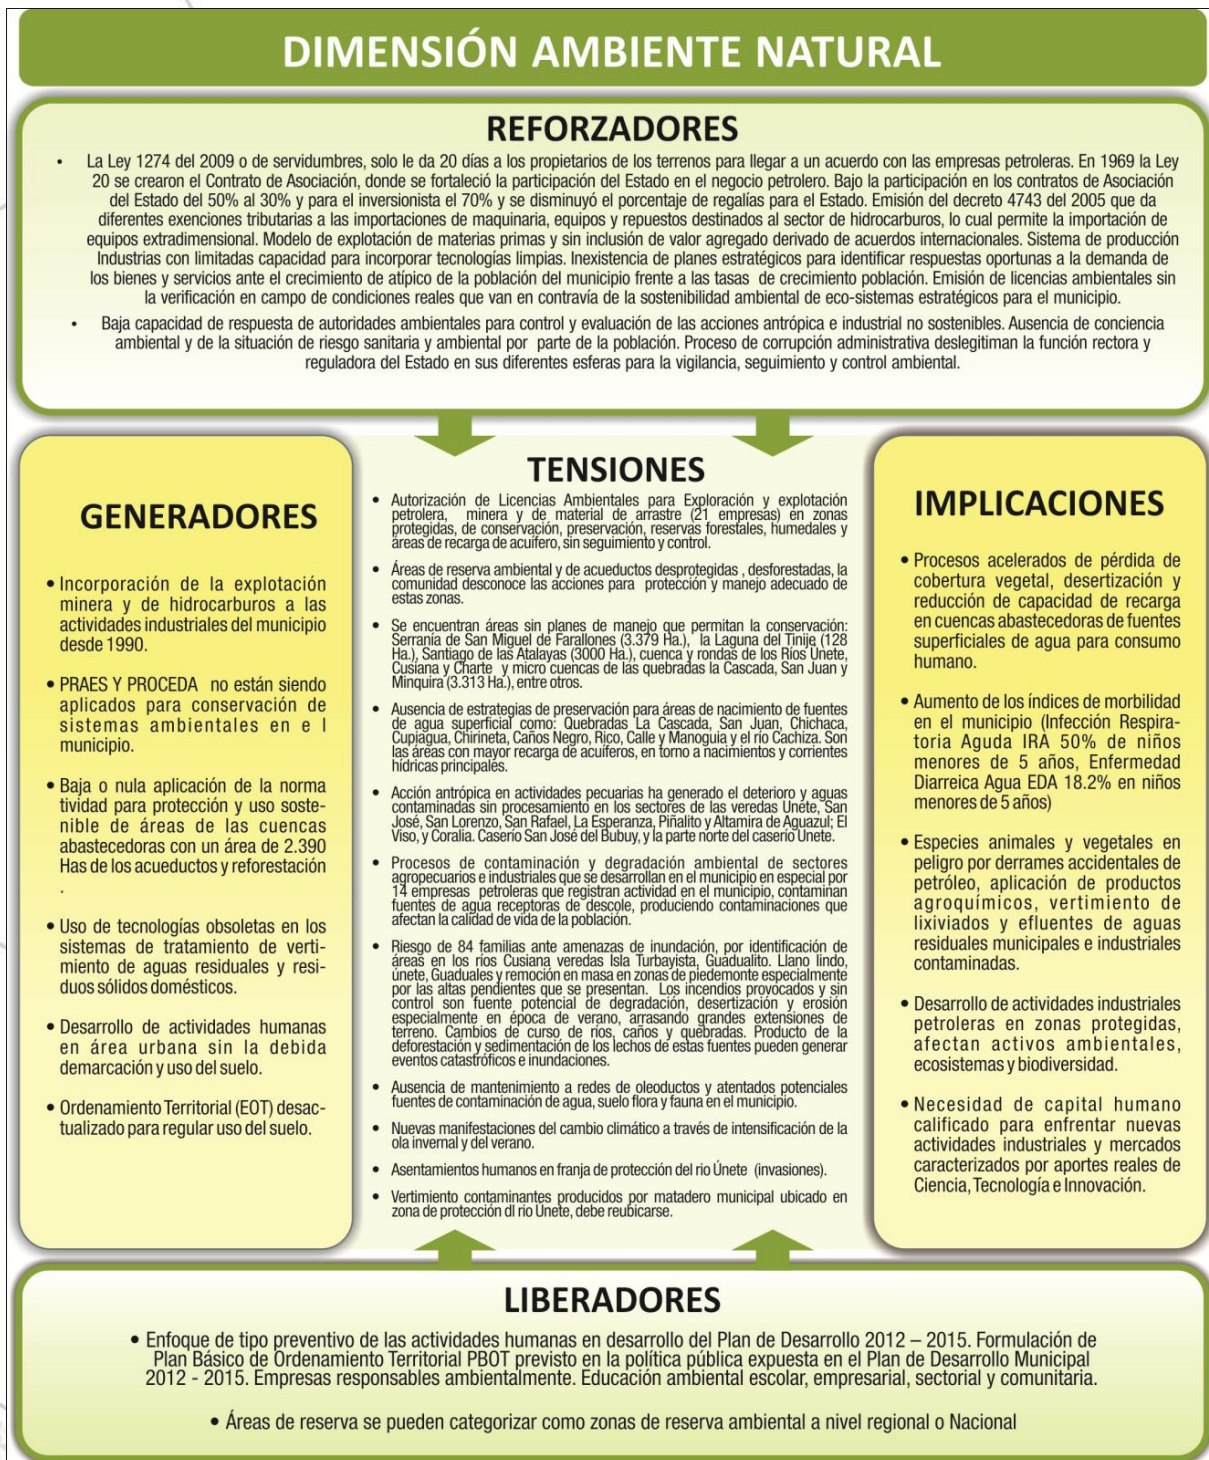 DIMENSIÓN AMBIENTE NATURAL
REFORZADORES
• La Ley 1274 del 2009 o de servidumbres, solo le da 20 días a los propietarios de los terrenos para llegar a un acuerdo con las empresas petroleras. En 1969 la Ley
20 se crearon el Contrato de Asociación, donde se fortaleció la participación del Estado en el negocio petrolero. Bajo la participación en los contratos de Asociación
del Estado del 50% al 30% y para el inversionista el 70% y se disminuyó el porcentaje de regalías para el Estado. Emisión del decreto 4743 del 2005 que da
diferentes exenciones tributarias a las importaciones de maquinaria, equipos y repuestos destinados al sector de hidrocarburos, lo cual permite la importación de
equipos extradimensional. Modelo de explotación de materias primas y sin inclusión de valor agregado derivado de acuerdos internacionales. Sistema de producción
Industrias con limitadas capacidad para incorporar tecnologías limpias. Inexistencia de planes estratégicos para identificar respuestas oportunas a la demanda de
los bienes y servicios ante el crecimiento de atípico de la población del municipio frente a las tasas de crecimiento población. Emisión de licencias ambientales sin
la verificación en campo de condiciones reales que van en contravía de la sostenibilidad ambiental de eco-sistemas estratégicos para el municipio.
• Baja capacidad de respuesta de autoridades ambientales para control y evaluación de las acciones antrópica e industrial no sostenibles. Ausencia de conciencia
ambiental y de la situación de riesgo sanitaria y ambiental por parte de la población. Proceso de corrupción administrativa deslegitiman la función rectora y
reguladora del Estado en sus diferentes esferas para la vigilancia, seguimiento y control ambiental.
GENERADORES
• Incorporación de la explotación
minera y de hidrocarburos a las
actividades industriales del municipio
desde 1990.
• PRAES Y PROCEDA no están siendo
aplicados para conservación de
sistemas ambientales en e l
municipio.
• Baja o nula aplicación de la norma
tividad para protección y uso soste-
nible de áreas de las cuencas
abastecedoras con un área de 2.390
Has de los acueductos y reforestación
.
• Uso de tecnologías obsoletas en los
sistemas de tratamiento de verti-
miento de aguas residuales y resi-
duos sólidos domésticos.
• Desarrollo de actividades humanas
en área urbana sin la debida
demarcación y uso del suelo.
• Ordenamiento Territorial (EOT) desac-
tualizado para regular uso del suelo.
TENSIONES
• Autorización de Licencias Ambientales para Exploración y explotación
petrolera, minera y de material de arrastre (21 empresas) en zonas
protegidas, de conservación, preservación, reservas forestales, humedales y
áreas de recarga de acuífero, sin seguimiento y control.
• Áreas de reserva ambiental y de acueductos desprotegidas , desforestadas, la
comunidad desconoce las acciones para protección y manejo adecuado de
estas zonas.
• Se encuentran áreas sin planes de manejo que permitan la conservación:
Serranía de San Miguel de Farallones (3.379 Ha.), la Laguna del Tinije (128
Ha.), Santiago de las Atalayas (3000 Ha.), cuenca y rondas de los Ríos Únete,
Cusiana y Charte y micro cuencas de las quebradas la Cascada, San Juan y
Minquira (3.313 Ha.), entre otros.
• Ausencia de estrategias de preservación para áreas de nacimiento de fuentes
de agua superficial como: Quebradas La Cascada, San Juan, Chichaca,
Cupiagua, Chirineta, Caños Negro, Rico, Calle y Manoguia y el río Cachiza. Son
las áreas con mayor recarga de acuíferos, en torno a nacimientos y corrientes
hídricas principales.
• Acción antrópica en actividades pecuarias ha generado el deterioro y aguas
contaminadas sin procesamiento en los sectores de las veredas Unete, San
José, San Lorenzo, San Rafael, La Esperanza, Piñalito y Altamira de Aguazul; El
Viso, y Coralia. Caserío San José del Bubuy, y la parte norte del caserío Unete.
• Procesos de contaminación y degradación ambiental de sectores
agropecuarios e industriales que se desarrollan en el municipio en especial por
14 empresas petroleras que registran actividad en el municipio, contaminan
fuentes de agua receptoras de descole, produciendo contaminaciones que
afectan la calidad de vida de la población.
• Riesgo de 84 familias ante amenazas de inundación, por identificación de
áreas en los ríos Cusiana veredas Isla Turbayista, Guadualito. Llano lindo,
únete, Guaduales y remoción en masa en zonas de piedemonte especialmente
por las altas pendientes que se presentan. Los incendios provocados y sin
control son fuente potencial de degradación, desertización y erosión
especialmente en época de verano, arrasando grandes extensiones de
terreno. Cambios de curso de ríos, caños y quebradas. Producto de la
deforestación y sedimentación de los lechos de estas fuentes pueden generar
eventos catastróficos e inundaciones.
• Ausencia de mantenimiento a redes de oleoductos y atentados potenciales
fuentes de contaminación de agua, suelo flora y fauna en el municipio.
• Nuevas manifestaciones del cambio climático a través de intensificación de la
ola invernal y del verano.
• Asentamientos humanos en franja de protección del rio Únete (invasiones).
• Vertimiento contaminantes producidos por matadero municipal ubicado en
zona de protección dl rio Únete, debe reubicarse.
IMPLICACIONES
• Procesos acelerados de pérdida de
cobertura vegetal, desertización y
reducción de capacidad de recarga
en cuencas abastecedoras de fuentes
superficiales de agua para consumo
humano.
• Aumento de los índices de morbilidad
en el municipio (Infección Respira-
toria Aguda IRA 50% de niños
menores de 5 años, Enfermedad
Diarreica Agua EDA 18.2% en niños
menores de 5 años)
• Especies animales y vegetales en
peligro por derrames accidentales de
petróleo, aplicación de productos
agroquímicos, vertimiento de
lixiviados y efluentes de aguas
residuales municipales e industriales
contaminadas.
• Desarrollo de actividades industriales
petroleras en zonas protegidas,
afectan activos ambientales,
ecosistemas y biodiversidad.
• Necesidad de capital humano
calificado para enfrentar nuevas
actividades industriales y mercados
caracterizados por aportes reales de
Ciencia, Tecnología e Innovación.
LIBERADORES
• Enfoque de tipo preventivo de las actividades humanas en desarrollo del Plan de Desarrollo 2012 – 2015. Formulación de
Plan Básico de Ordenamiento Territorial PBOT previsto en la política pública expuesta en el Plan de Desarrollo Municipal
2012 - 2015. Empresas responsables ambientalmente. Educación ambiental escolar, empresarial, sectorial y comunitaria.
• Áreas de reserva se pueden categorizar como zonas de reserva ambiental a nivel regional o Nacional